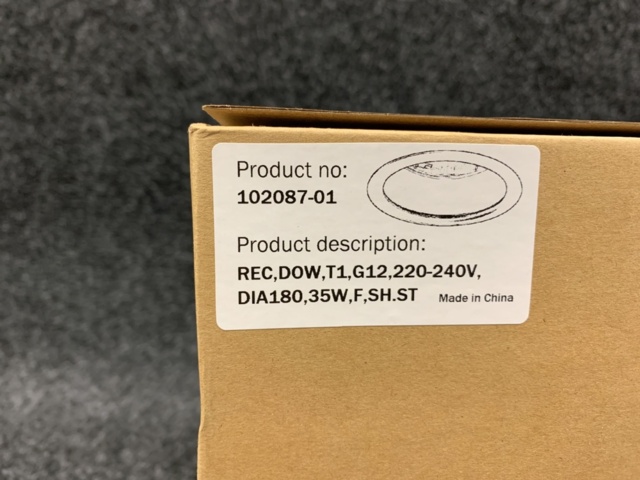 Product no:
102087-01
Product description:
REC,DOW,T1,G12,220-240V,
DIA180,35W,F,SH.ST Made in China